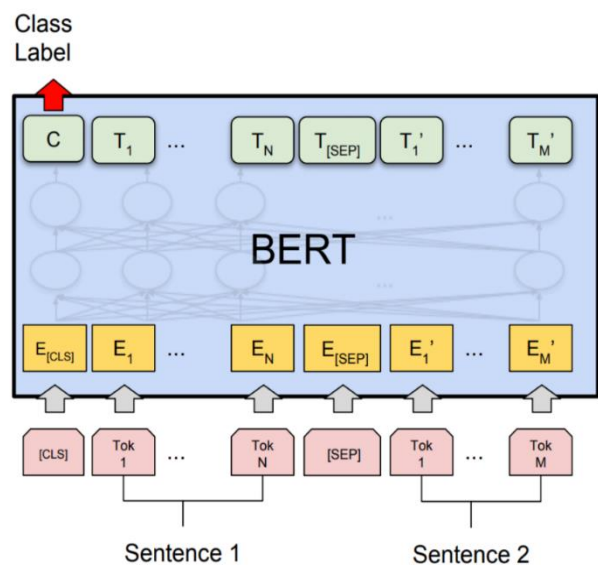 Class
Label
C T1 ... TN T[SEP] T1' ... TM'
...
BERT
...
E[CLS] E1 ... EN E[SEP] E1' ... EM'
[CLS] Tok 1 ... Tok N [SEP] Tok 1 ... Tok M
Sentence 1 Sentence 2